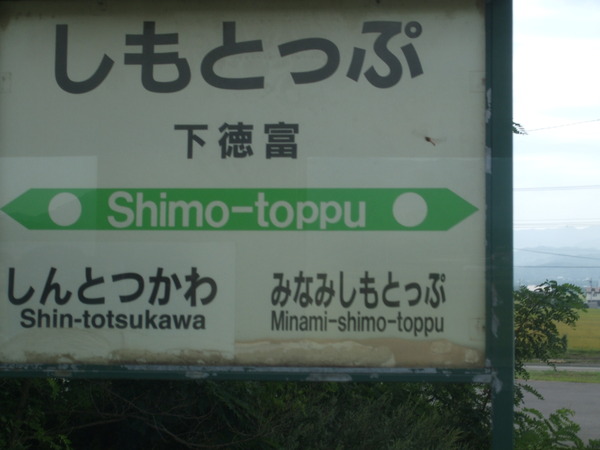 しもとっぷ
下徳富
Shimo-toppu
しんとつかわ
Shin-totsukawa
みなみしもとっぷ
Minami-shimo-toppu